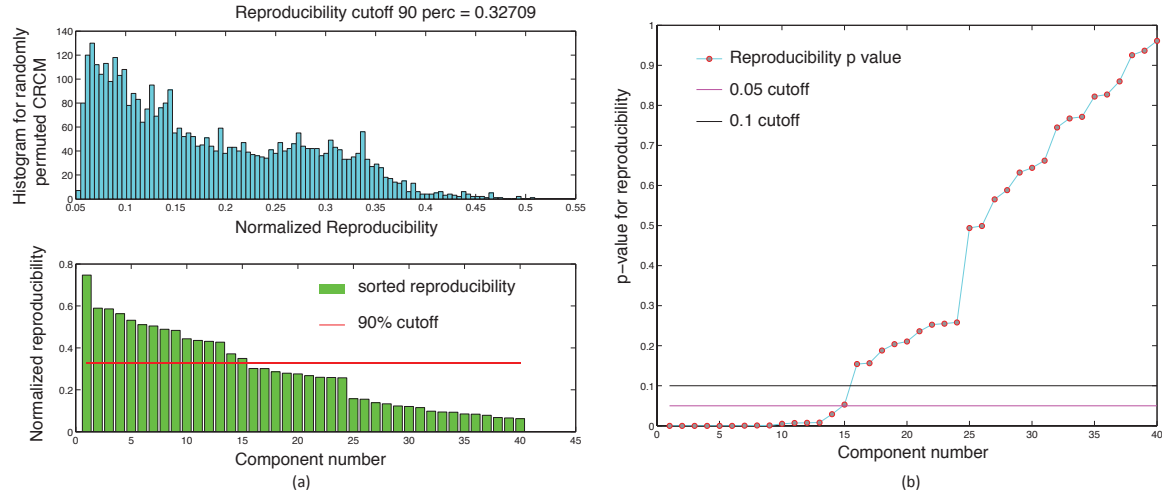 Reproducibility cutoff 90 perc = 0.32709
Histogram for randomly
permuted CRCM
140
120
100
80
60
40
20
0
0.05 0.1 0.15 0.2 0.25 0.3 0.35 0.4 0.45 0.5 0.55
Normalized Reproducibility
Normalized reproducibility
0.8
0.6
0.4
0.2
0
sorted reproducibility
90% cutoff
0 5 10 15 20 25 30 35 40 45
Component number
(a)
p-value for reproducibility
1
0.9
0.8
0.7
0.6
0.5
0.4
0.3
0.2
0.1
0
Reproducibility p value
0.05 cutoff
0.1 cutoff
0 5 10 15 20 25 30 35 40
Component number
(b)